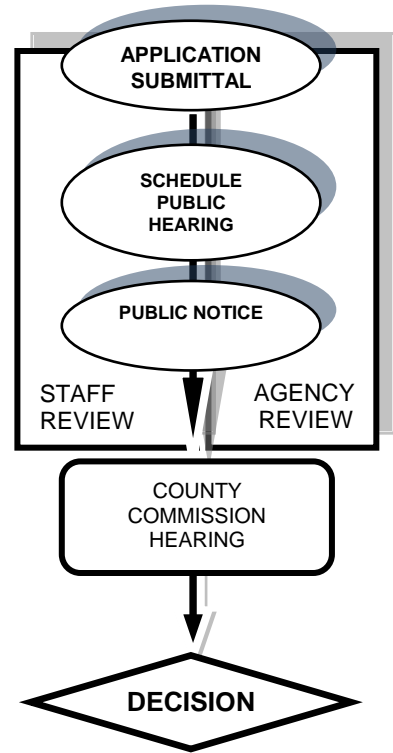 APPLICATION
SUBMITTAL
SCHEDULE
PUBLIC
HEARING
PUBLIC NOTICE
STAFF
REVIEW
AGENCY
REVIEW
COUNTY
COMMISSION
HEARING
DECISION